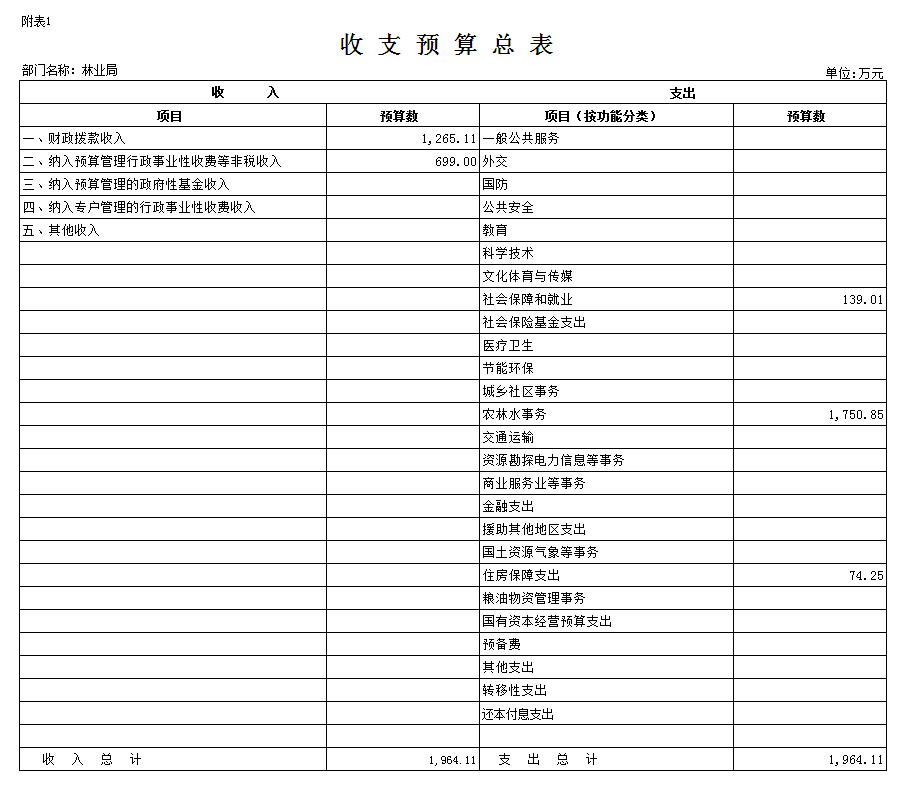 附表1
收 支 预 算 总 表
部门名称: 林业局
单位:万元
收 入 支出
项目 预算数 项目（按功能分类） 预算数
一、财政拨款收入 1,265.11 一般公共服务
二、纳入预算管理行政事业性收费等非税收入 699.00 外交
三、纳入预算管理的政府性基金收入 国防
四、纳入专户管理的行政事业性收费收入 公共安全
五、其他收入 教育
科学技术
文化体育与传媒
社会保障和就业 139.01
社会保险基金支出
医疗卫生
节能环保
城乡社区事务
农林水事务 1,750.85
交通运输
资源勘探电力信息等事务
商业服务业等事务
金融支出
援助其他地区支出
国土资源气象等事务
住房保障支出 74.25
粮油物资管理事务
国有资本经营预算支出
预备费
其他支出
转移性支出
还本付息支出
收 入 总 计 1,964.11 支 出 总 计 1,964.11